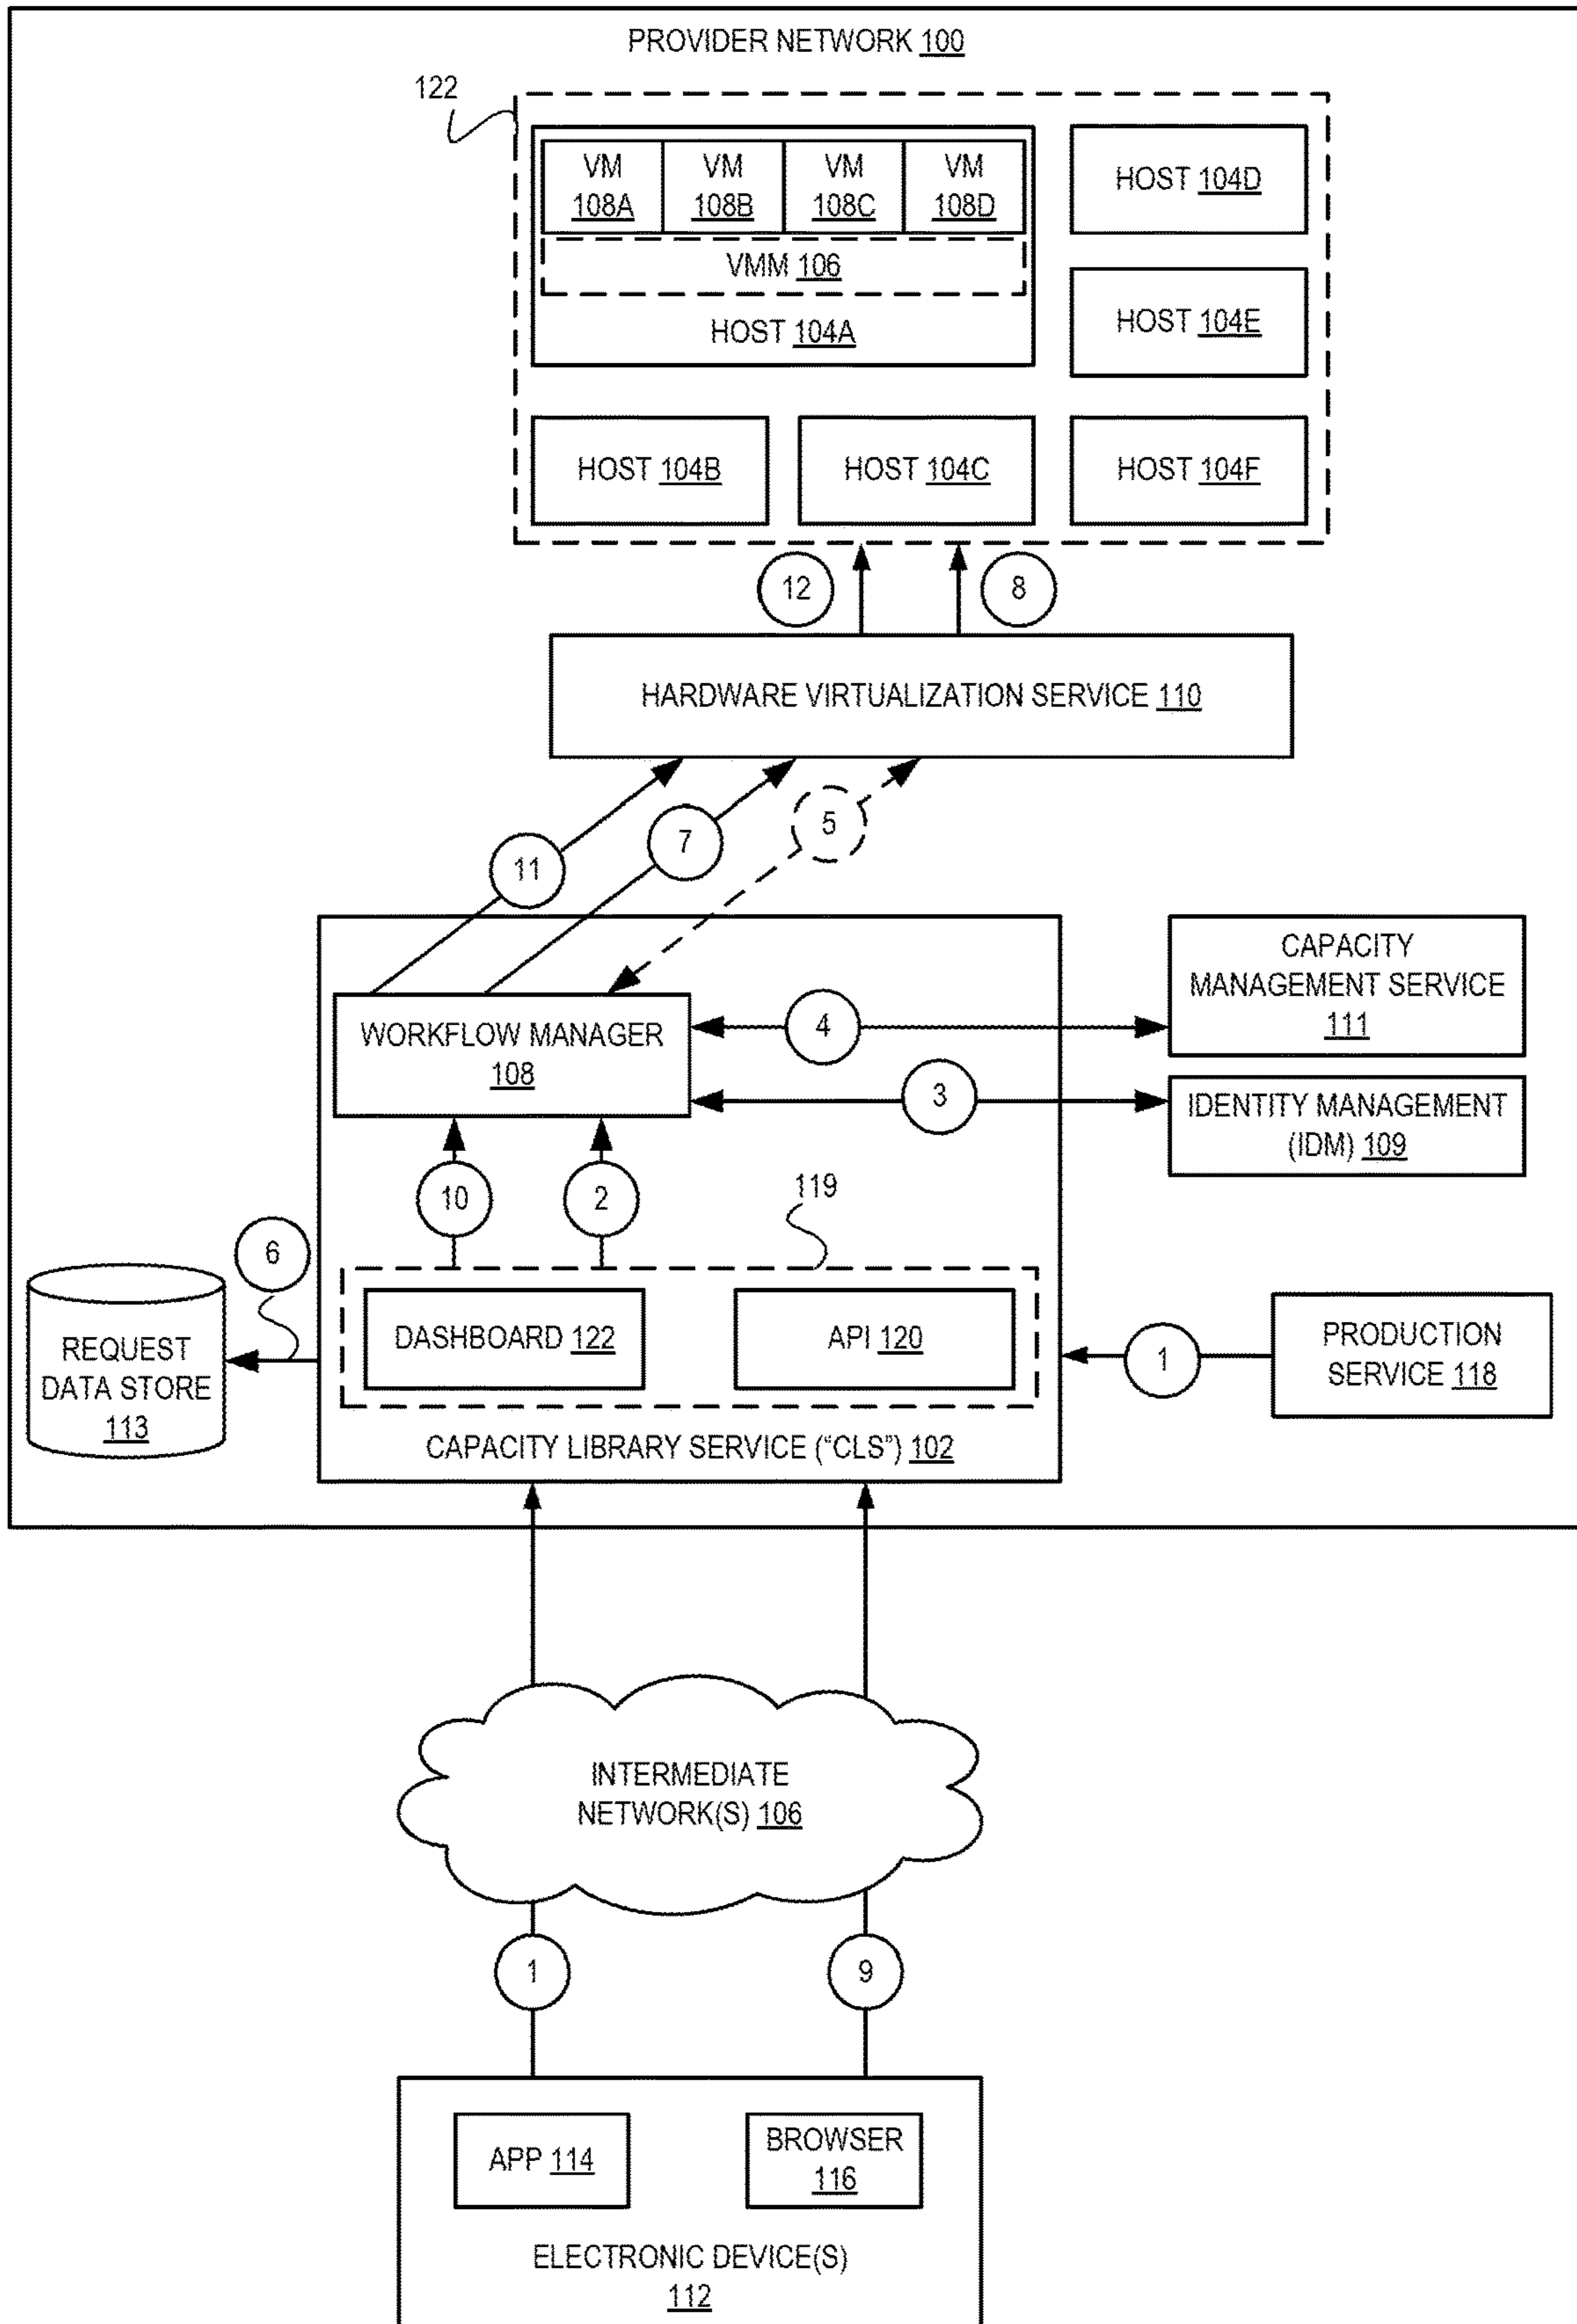 PROVIDER NETWORK 100
122
VM
108A
VM
108B
VM
108C
VM
108D
VMM 106
HOST 104A
HOST 104D
HOST 104E
HOST 104B
HOST 104C
HOST 104F
12
8
HARDWARE VIRTUALIZATION SERVICE 110
5
7
11
CAPACITY
MANAGEMENT SERVICE
111
WORKFLOW MANAGER
108
4
3
IDENTITY MANAGEMENT
(IDM) 109
10
2
119
6
REQUEST
DATA STORE
113
DASHBOARD 122
API 120
1
PRODUCTION
SERVICE 118
CAPACITY LIBRARY SERVICE ("CLS") 102
INTERMEDIATE
NETWORK(S) 106
1
9
APP 114
BROWSER
116
ELECTRONIC DEVICE(S)
112